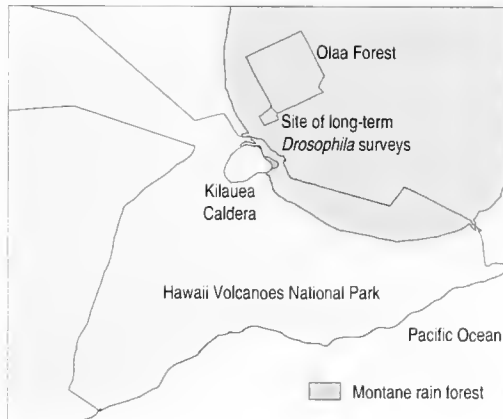 Olaa Forest
Site of long-term
Drosophila surveys
Kilauea
Caldera
Hawaii Volcanoes National Park
Pacific Ocean
Montane rain forest